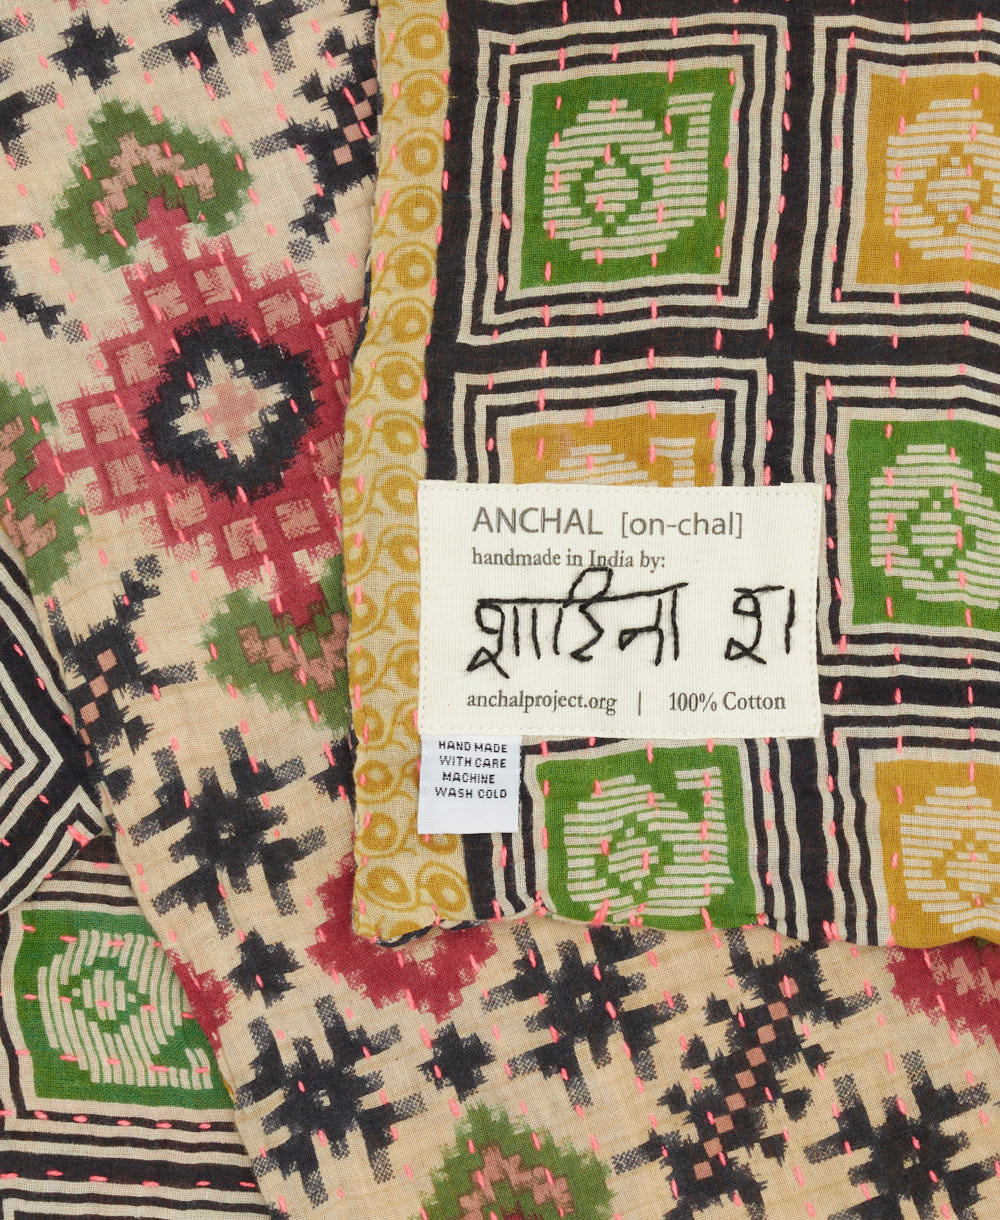 ANCHAL [on-chal]
handmade in India by:
शाहिना श
anchalproject.org | 100% Cotton
HAND MADE
WITH CARE
MACHINE
WASH COLD